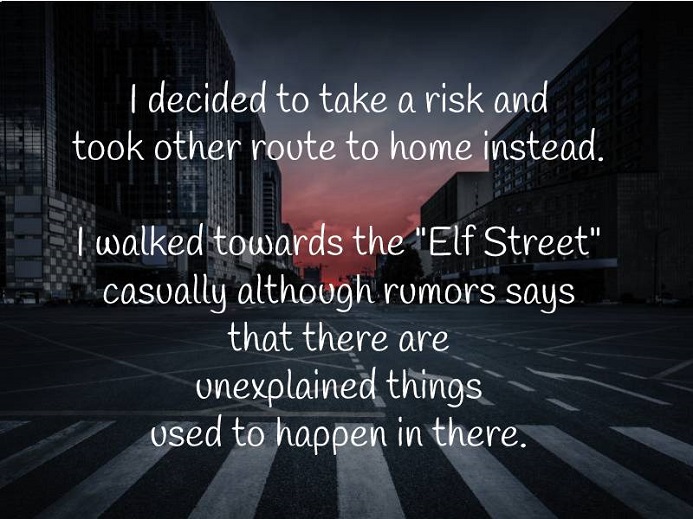 I decided to take a risk and
took other route to home instead.
I walked towards the "Elf Street"
casually although rumors says
that there are
unexplained things
used to happen in there.